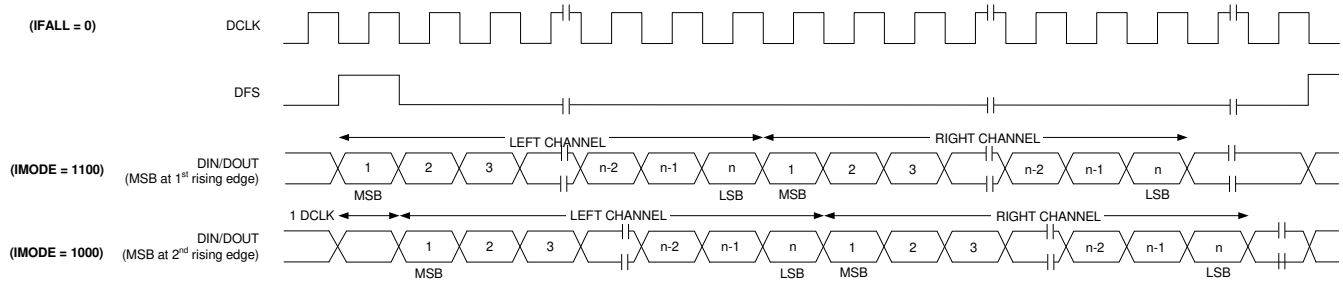 (IFALL = 0) DCLK
DFS
LEFT CHANNEL RIGHT CHANNEL
(IMODE = 1100) DIN/DOUT 1 2 3 n-2 n-1 n 1 2 3 n-2 n-1 n
(MSB at 1st rising edge)
MSB LSB MSB LSB
1 DCLK LEFT CHANNEL RIGHT CHANNEL
(IMODE = 1000) DIN/DOUT 1 2 3 n-2 n-1 n 1 2 3 n-2 n-1 n
(MSB at 2nd rising edge)
MSB LSB MSB LSB